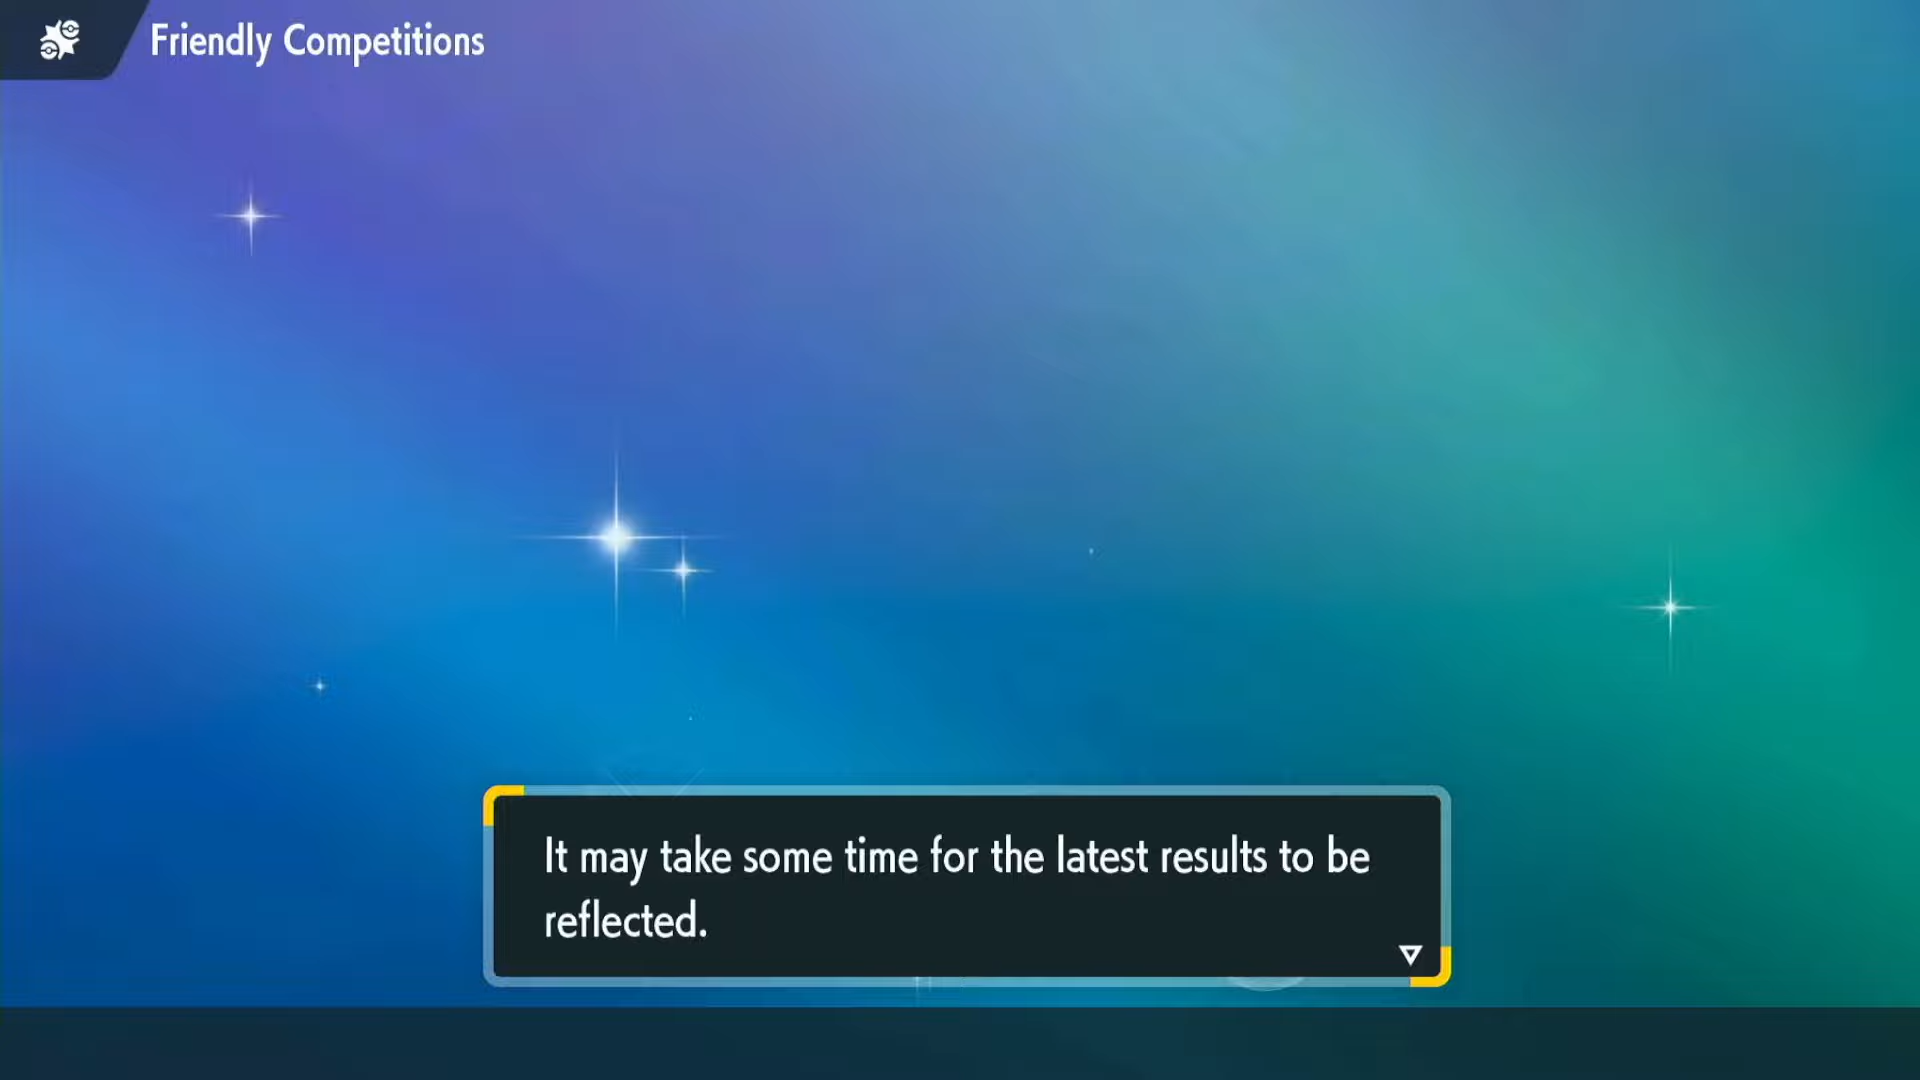 Friendly Competitions
It may take some time for the latest results to be
reflected.